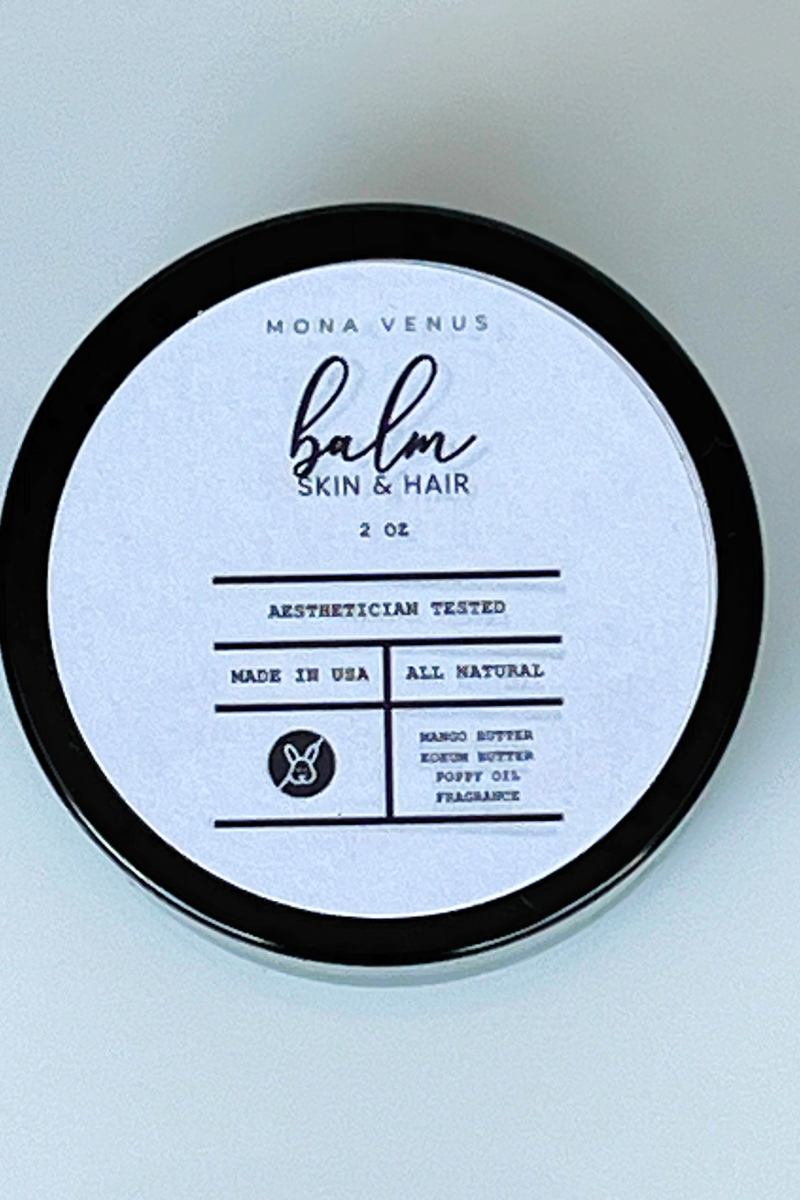 MONA VENUS
balm
SKIN & HAIR
2 OZ
AESTHETICIAN TESTED
MADE IN USA
ALL NATURAL
MANGO BUTTER
KOKUM BUTTER
POPPY OIL
FRAGRANCE